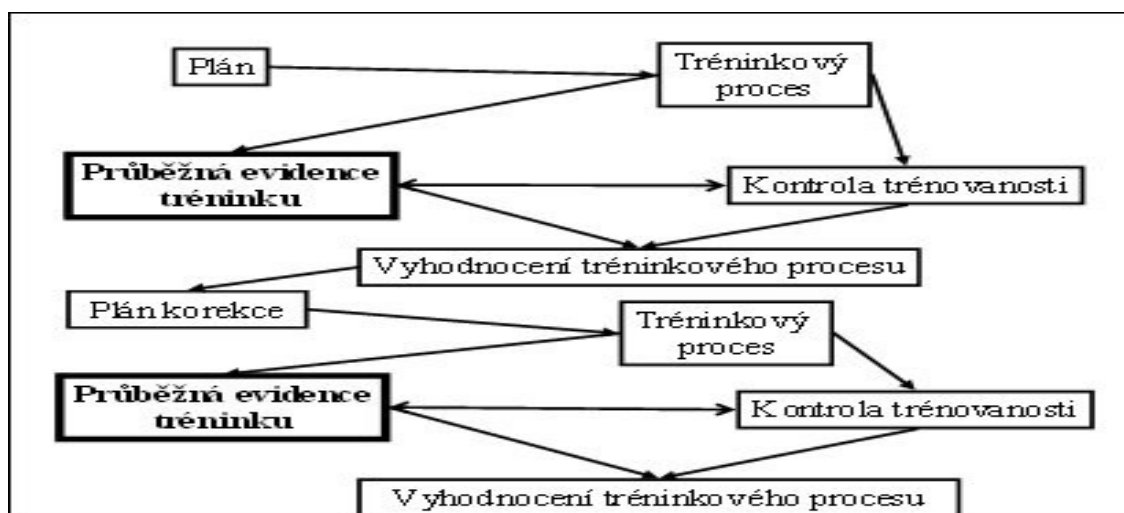 Plán
Tréninkový
proces
Průběžná evidence
tréninku
Kontrola trénovanosti
Vyhodnocení tréninkového procesu
Plán korekce
Tréninkový
proces
Průběžná evidence
tréninku
Kontrola trénovanosti
Vyhodnocení tréninkového procesu